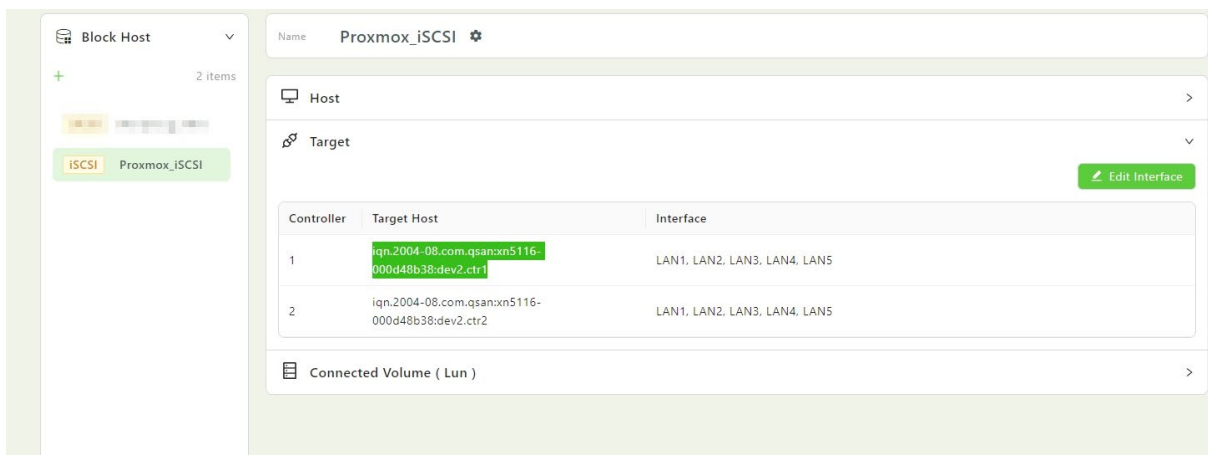 Block Host
2 items
iSCSI Proxmox_iSCSI
Name Proxmox_iSCSI
Host
Target
Edit Interface
Controller Target Host Interface
1 iqn.2004-08.com.qsan:xn5116-
000d48b38:dev2.ctr1 LAN1, LAN2, LAN3, LAN4, LAN5
2 iqn.2004-08.com.qsan:xn5116-
000d48b38:dev2.ctr2 LAN1, LAN2, LAN3, LAN4, LAN5
Connected Volume ( Lun )